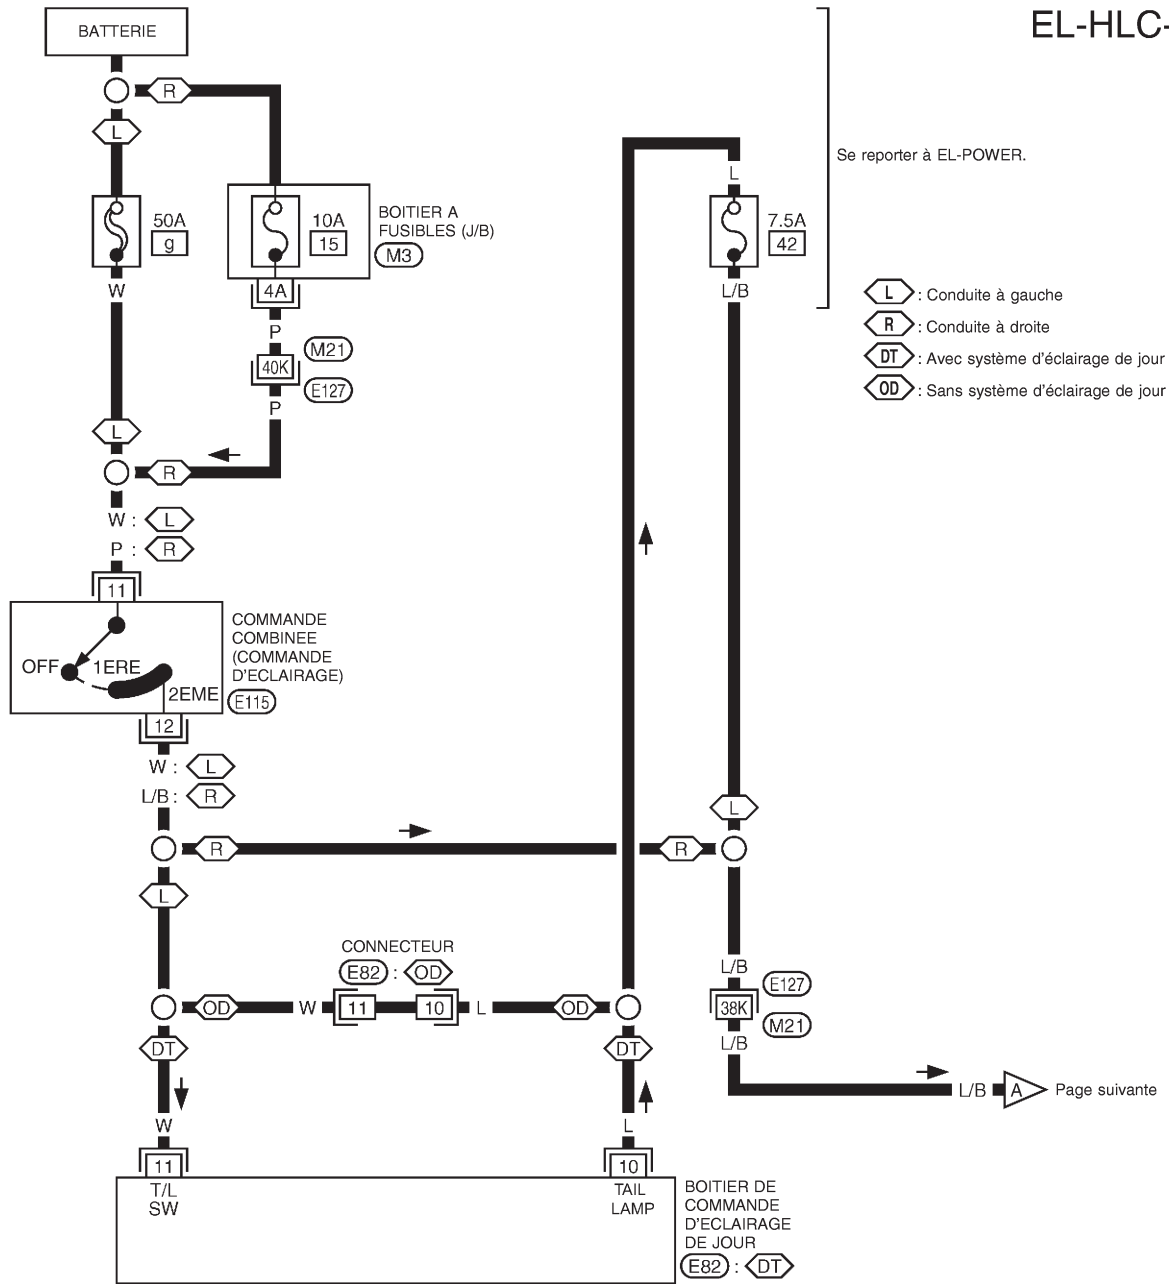 EL-HLC-
BATTERIE
R
L
Se reporter à EL-POWER.
L
50A
g
10A
15
BOITIER A
FUSIBLES (J/B)
M3
7.5A
42
W
4A
L/B
L : Conduite à gauche
R : Conduite à droite
DT : Avec système d'éclairage de jour
OD : Sans système d'éclairage de jour
P
M21
40K
E127
P
L
R
W : L
P : R
11
COMMANDE
COMBINEE
(COMMANDE
D'ECLAIRAGE)
E115
OFF
1ERE
2EME
12
W : L
L/B : R
L
R
R
L
CONNECTEUR
E82 : OD
L/B
E127
OD
W
11
10
L
OD
38K
M21
L/B
DT
DT
L/B
A
Page suivante
W
L
11
10
T/L
SW
TAIL
LAMP
BOITIER DE
COMMANDE
D'ECLAIRAGE
DE JOUR
E82 : DT